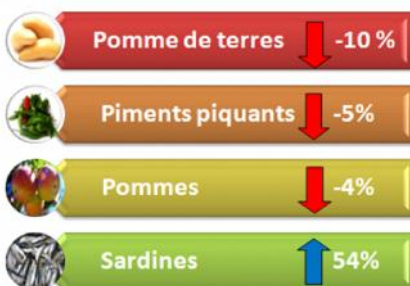 Pomme de terres -10 %
Piments piquants -5%
Pommes -4%
Sardines 54%